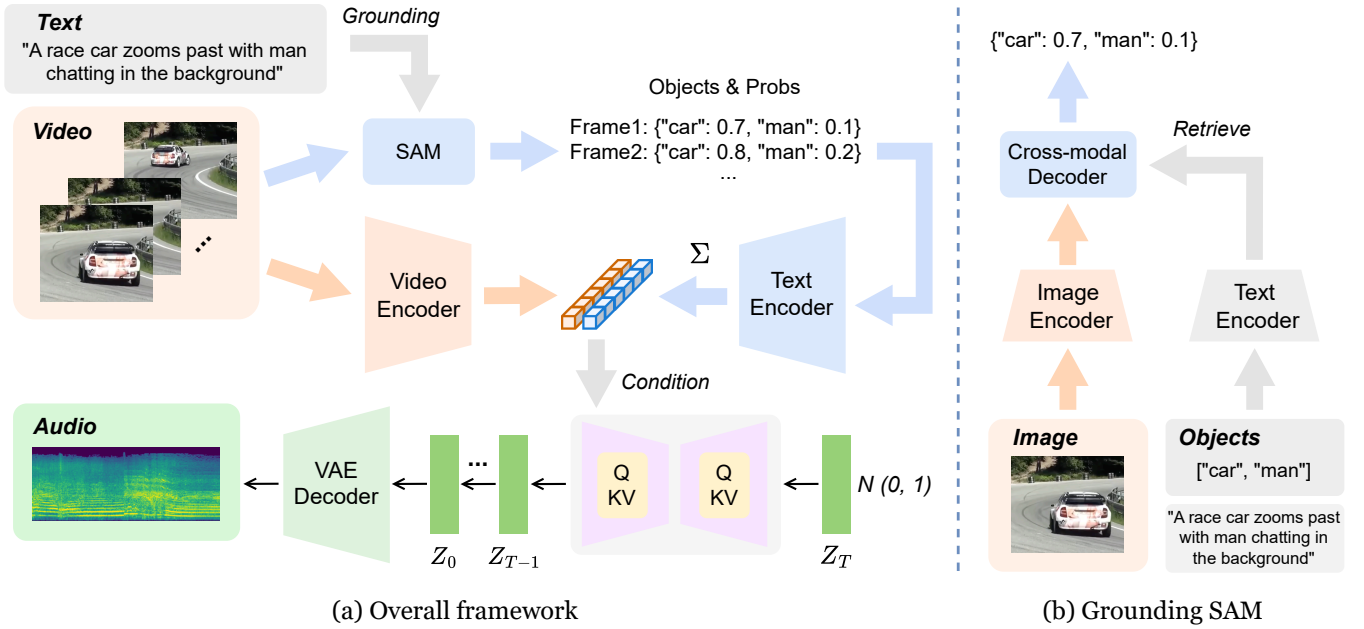 Text
"A race car zooms past with man
chatting in the background"
Grounding
Video
...
SAM
Objects & Probs
Frame1: {"car": 0.7, "man": 0.1}
Frame2: {"car": 0.8, "man": 0.2}
...
Video
Encoder
Σ
Text
Encoder
Condition
Audio
VAE
Decoder
...
Q
KV
Q
KV
N (0, 1)
Z_0
Z_{T−1}
Z_T
(a) Overall framework
{"car": 0.7, "man": 0.1}
Retrieve
Cross-modal
Decoder
Image
Encoder
Text
Encoder
Image
Objects
["car", "man"]
"A race car zooms past
with man chatting in
the background"
(b) Grounding SAM